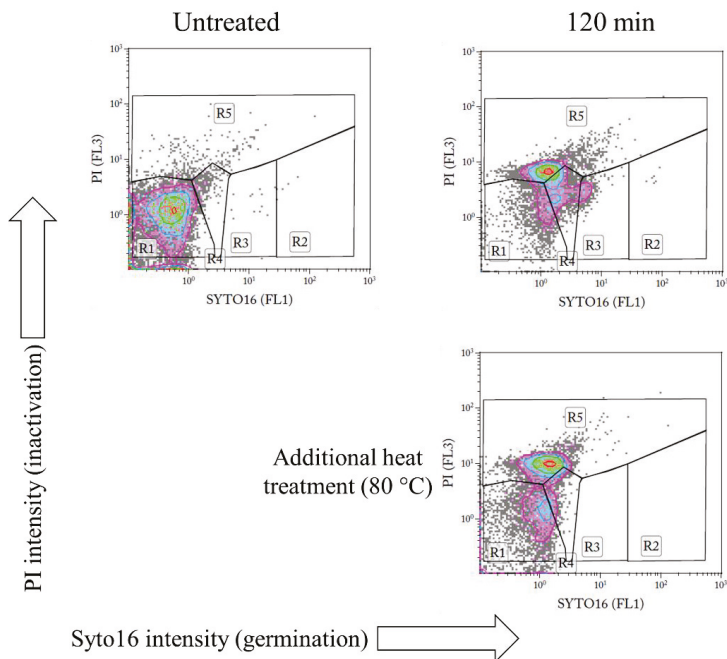 Untreated
120 min
10³
10²
10¹
10⁰
PI (FL3)
R5
R1
R4
R3
R2
10⁰
10¹
10²
10³
SYTO16 (FL1)
10³
10²
10¹
10⁰
PI (FL3)
R5
R1
R4
R3
R2
10⁰
10¹
10²
10³
SYTO16 (FL1)
PI intensity (inactivation)
Additional heat
treatment (80 °C)
10³
10²
10¹
10⁰
PI (FL3)
R5
R1
R4
R3
R2
10⁰
10¹
10²
10³
SYTO16 (FL1)
Syto16 intensity (germination)